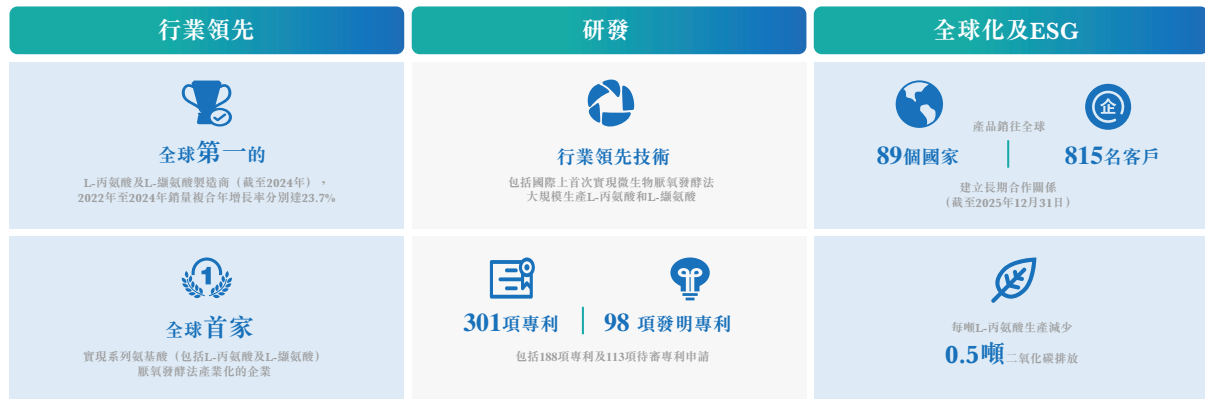 行業領先
全球第一的
L-丙氨酸及L-纈氨酸製造商（截至2024年），
2022年至2024年銷量複合年增長率分別達23.7%
1
全球首家
實現系列氨基酸（包括L-丙氨酸及L-纈氨酸）
厭氧發酵法產業化的企業
研發
行業領先技術
包括國際上首次實現微生物厭氧發酵法
大規模生產L-丙氨酸和L-纈氨酸
301項專利
98 項發明專利
包括188項專利及113項待審專利申請
全球化及ESG
企
產品銷往全球
89個國家
815名客戶
建立長期合作關係
（截至2025年12月31日）
每噸L-丙氨酸生產減少
0.5噸二氧化碳排放